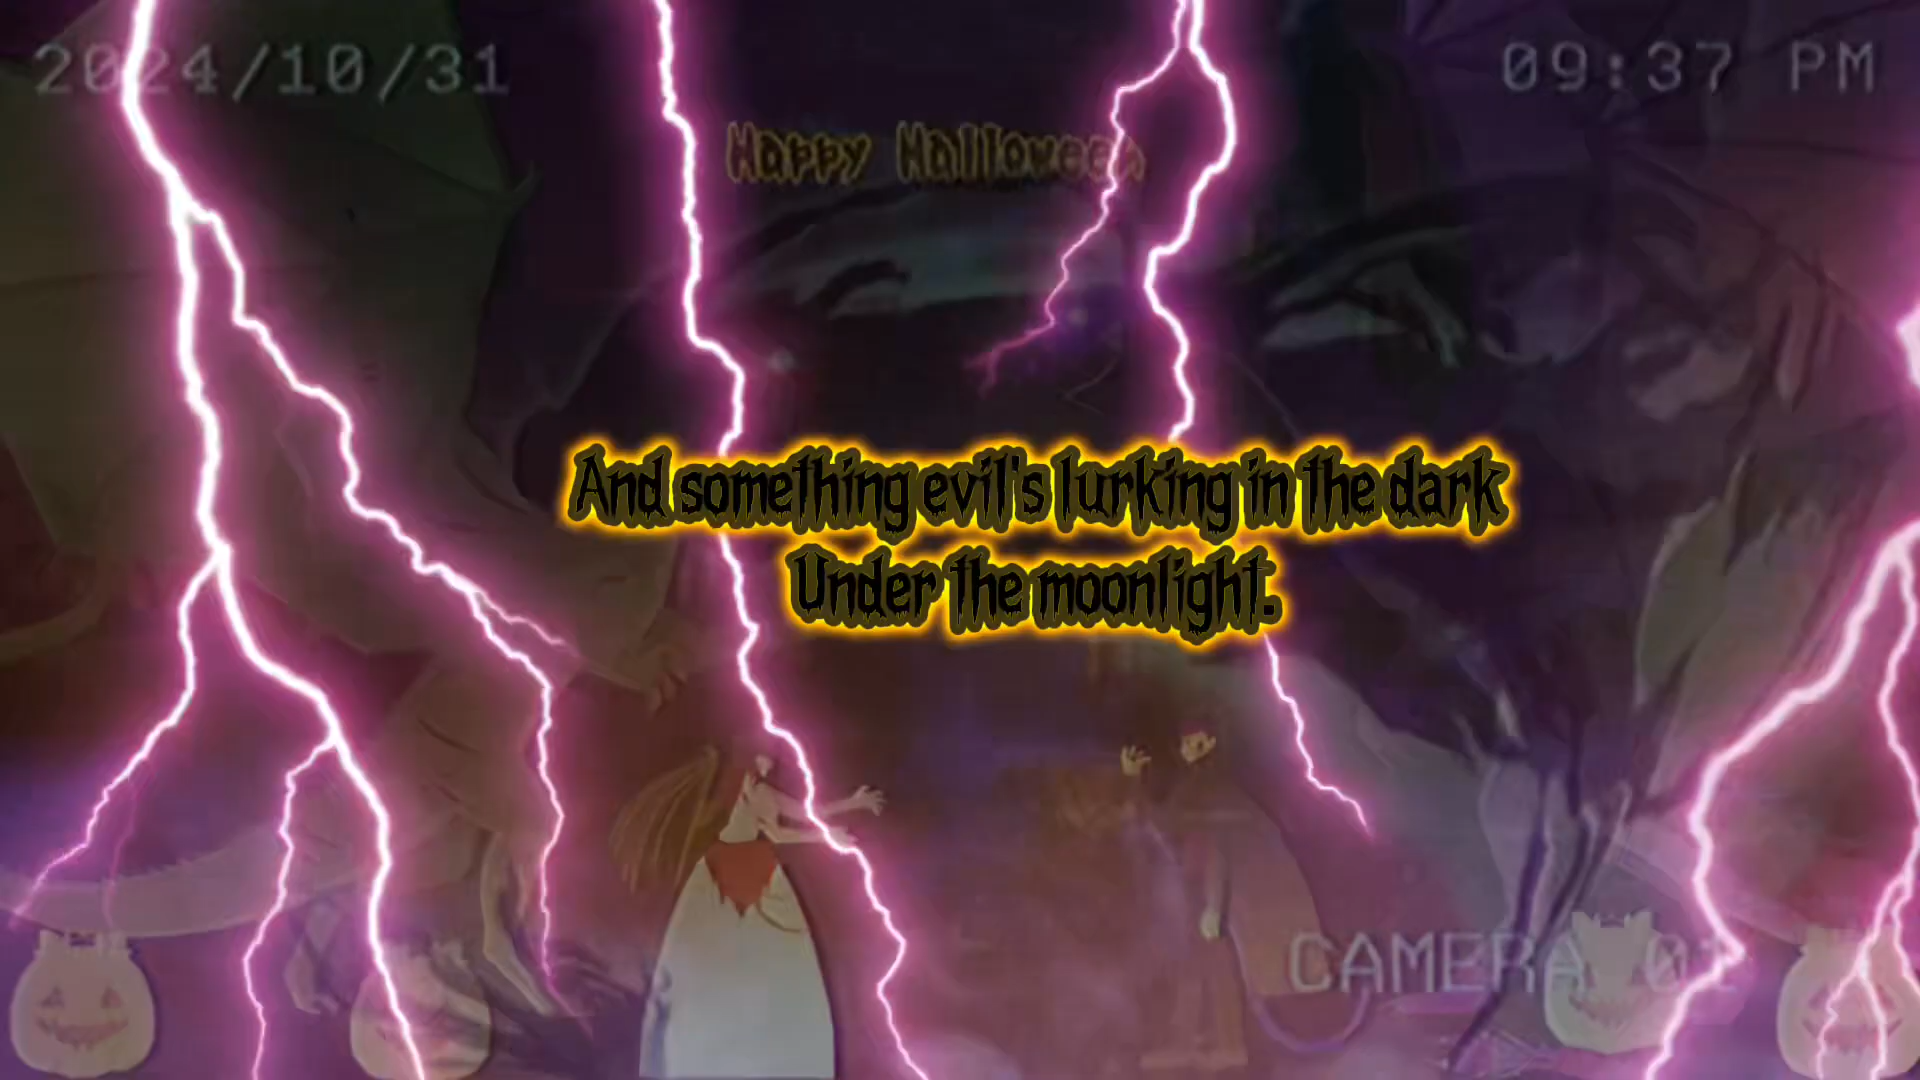 2024/10/31
09:37 PM
Happy Halloween
And something evil's lurking in the dark
Under the moonlight.
CAMERA 01